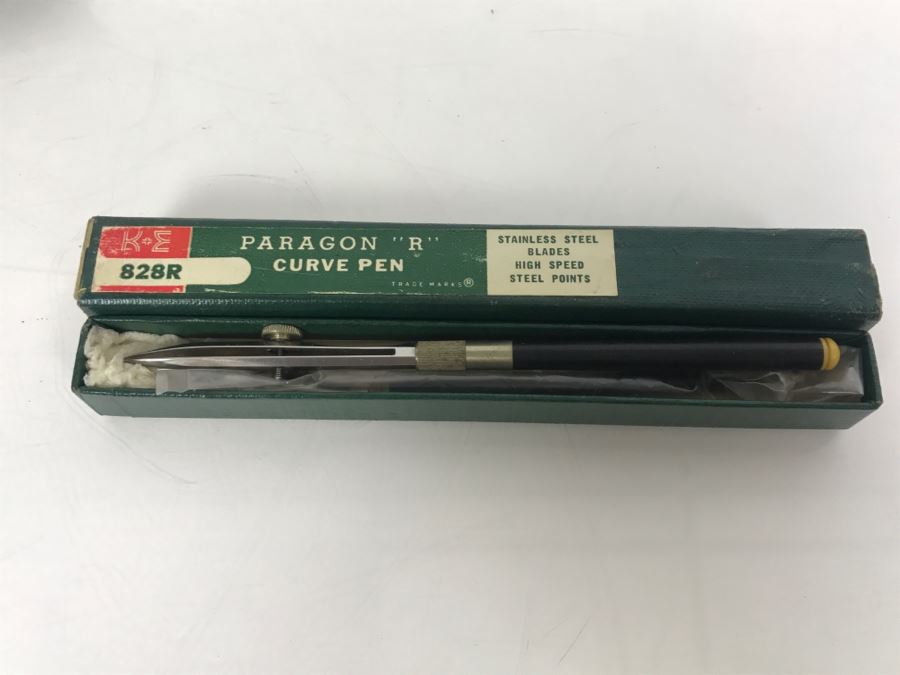 K+E
828R
PARAGON "R"
CURVE PEN
TRADE MARKS®
STAINLESS STEEL
BLADES
HIGH SPEED
STEEL POINTS